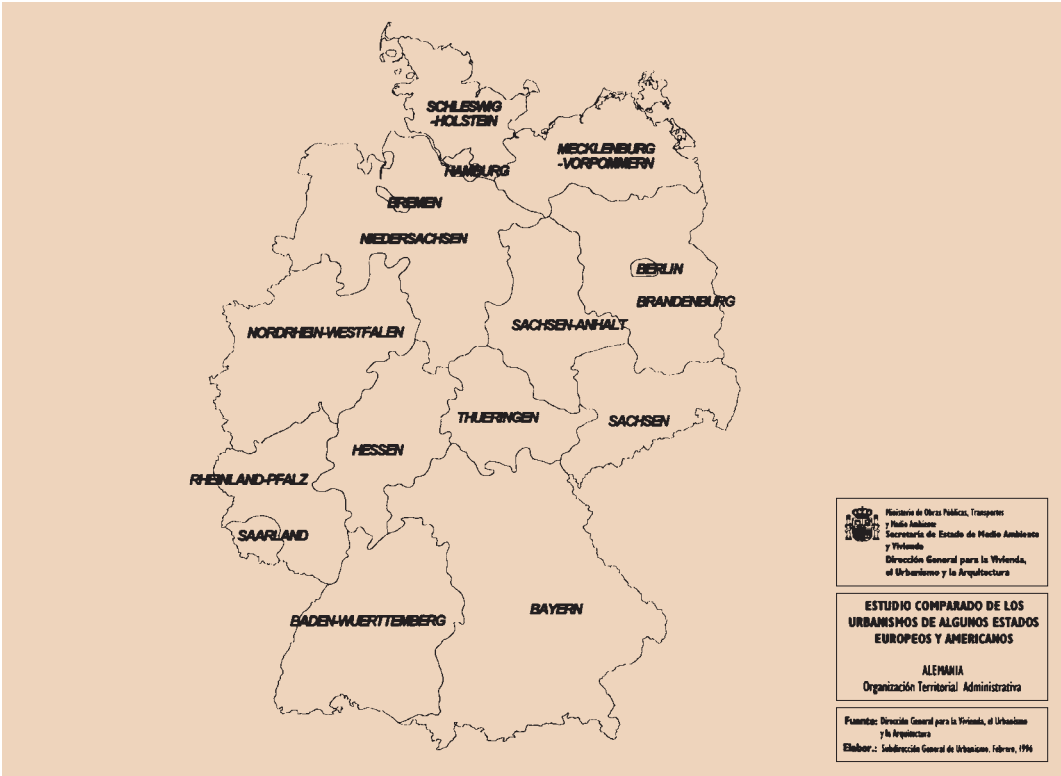 SCHLESWIG
-HOLSTEIN
MECKLENBURG
-VORPOMMERN
HAMBURG
BREMEN
NIEDERSACHSEN
BERLIN
BRANDENBURG
SACHSEN-ANHALT
NORDRHEIN-WESTFALEN
THUERINGEN
SACHSEN
HESSEN
RHEINLAND-PFALZ
SAARLAND
BAYERN
BADEN-WUERTTEMBERG
Ministerio de Obras Públicas, Transportes
y Medio Ambiente
Secretaría de Estado de Medio Ambiente
y Vivienda
Dirección General para la Vivienda,
el Urbanismo y la Arquitectura
ESTUDIO COMPARADO DE LOS
URBANISMOS DE ALGUNOS ESTADOS
EUROPEOS Y AMERICANOS
ALEMANIA
Organización Territorial Administrativa
Fuente: Dirección General para la Vivienda, el Urbanismo
y la Arquitectura
Elabor.: Subdirección General de Urbanismo. Febrero, 1996